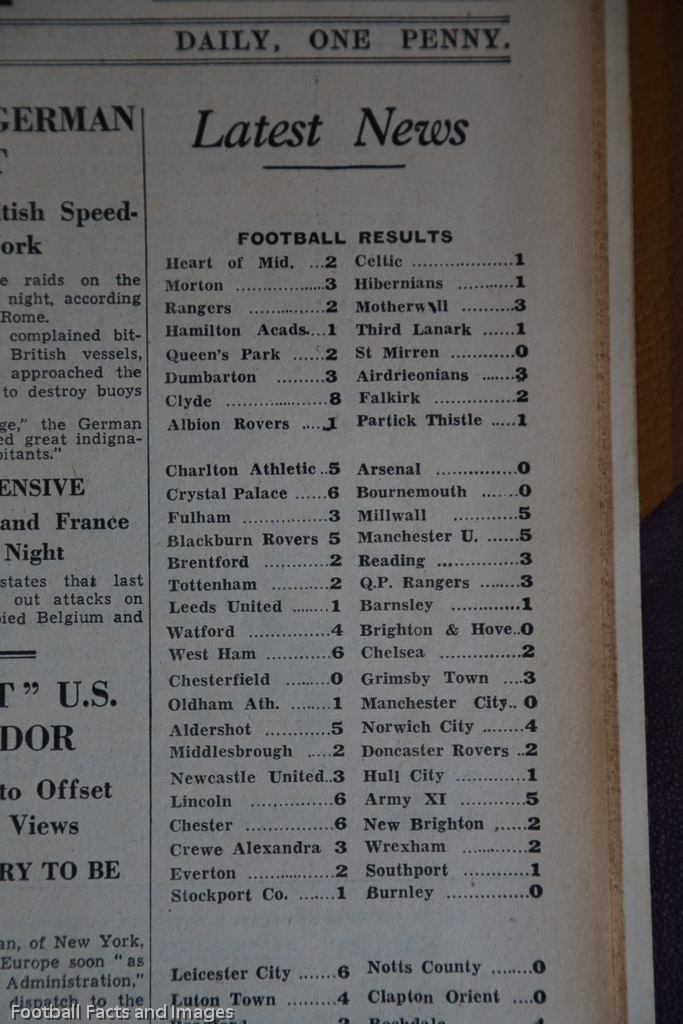 DAILY, ONE PENNY.
GERMAN
tish Speed-
ork
e raids on the
night, according
Rome.
complained bit-
British vessels,
approached the
to destroy buoys
ge," the German
ed great indigna-
itants."
ENSIVE
and France
Night
states that last
out attacks on
ied Belgium and
T" U.S.
DOR
to Offset
Views
RY TO BE
an, of New York,
Europe soon "as
Administration,"
dispatch to the
Latest News
FOOTBALL RESULTS
Heart of Mid. ...2 Celtic ..................1
Morton ................3 Hibernians ..........1
Rangers ..............2 Motherwell ...........3
Hamilton Acads...1 Third Lanark ......1
Queen's Park .....2 St Mirren ...........0
Dumbarton .........3 Airdrieonians .......3
Clyde ..................8 Falkirk ..............2
Albion Rovers ....1 Partick Thistle .....1
Charlton Athletic..5 Arsenal ..............0
Crystal Palace ......6 Bournemouth ......0
Fulham ...............3 Millwall ...........5
Blackburn Rovers 5 Manchester U. ......5
Brentford ............2 Reading ..............3
Tottenham ...........2 Q.P. Rangers .......3
Leeds United ........1 Barnsley ............1
Watford .............4 Brighton & Hove..0
West Ham ...........6 Chelsea ..............2
Chesterfield .........0 Grimsby Town ....3
Oldham Ath. ........1 Manchester City.. 0
Aldershot ............5 Norwich City ........4
Middlesbrough .....2 Doncaster Rovers ..2
Newcastle United..3 Hull City ...........1
Lincoln .............6 Army XI ............5
Chester ..............6 New Brighton ......2
Crewe Alexandra 3 Wrexham ............2
Everton ..............2 Southport ...........1
Stockport Co. .......1 Burnley ..............0
Leicester City .......6 Notts County ........0
Luton Town .........4 Clapton Orient ....0
Football Facts and Images